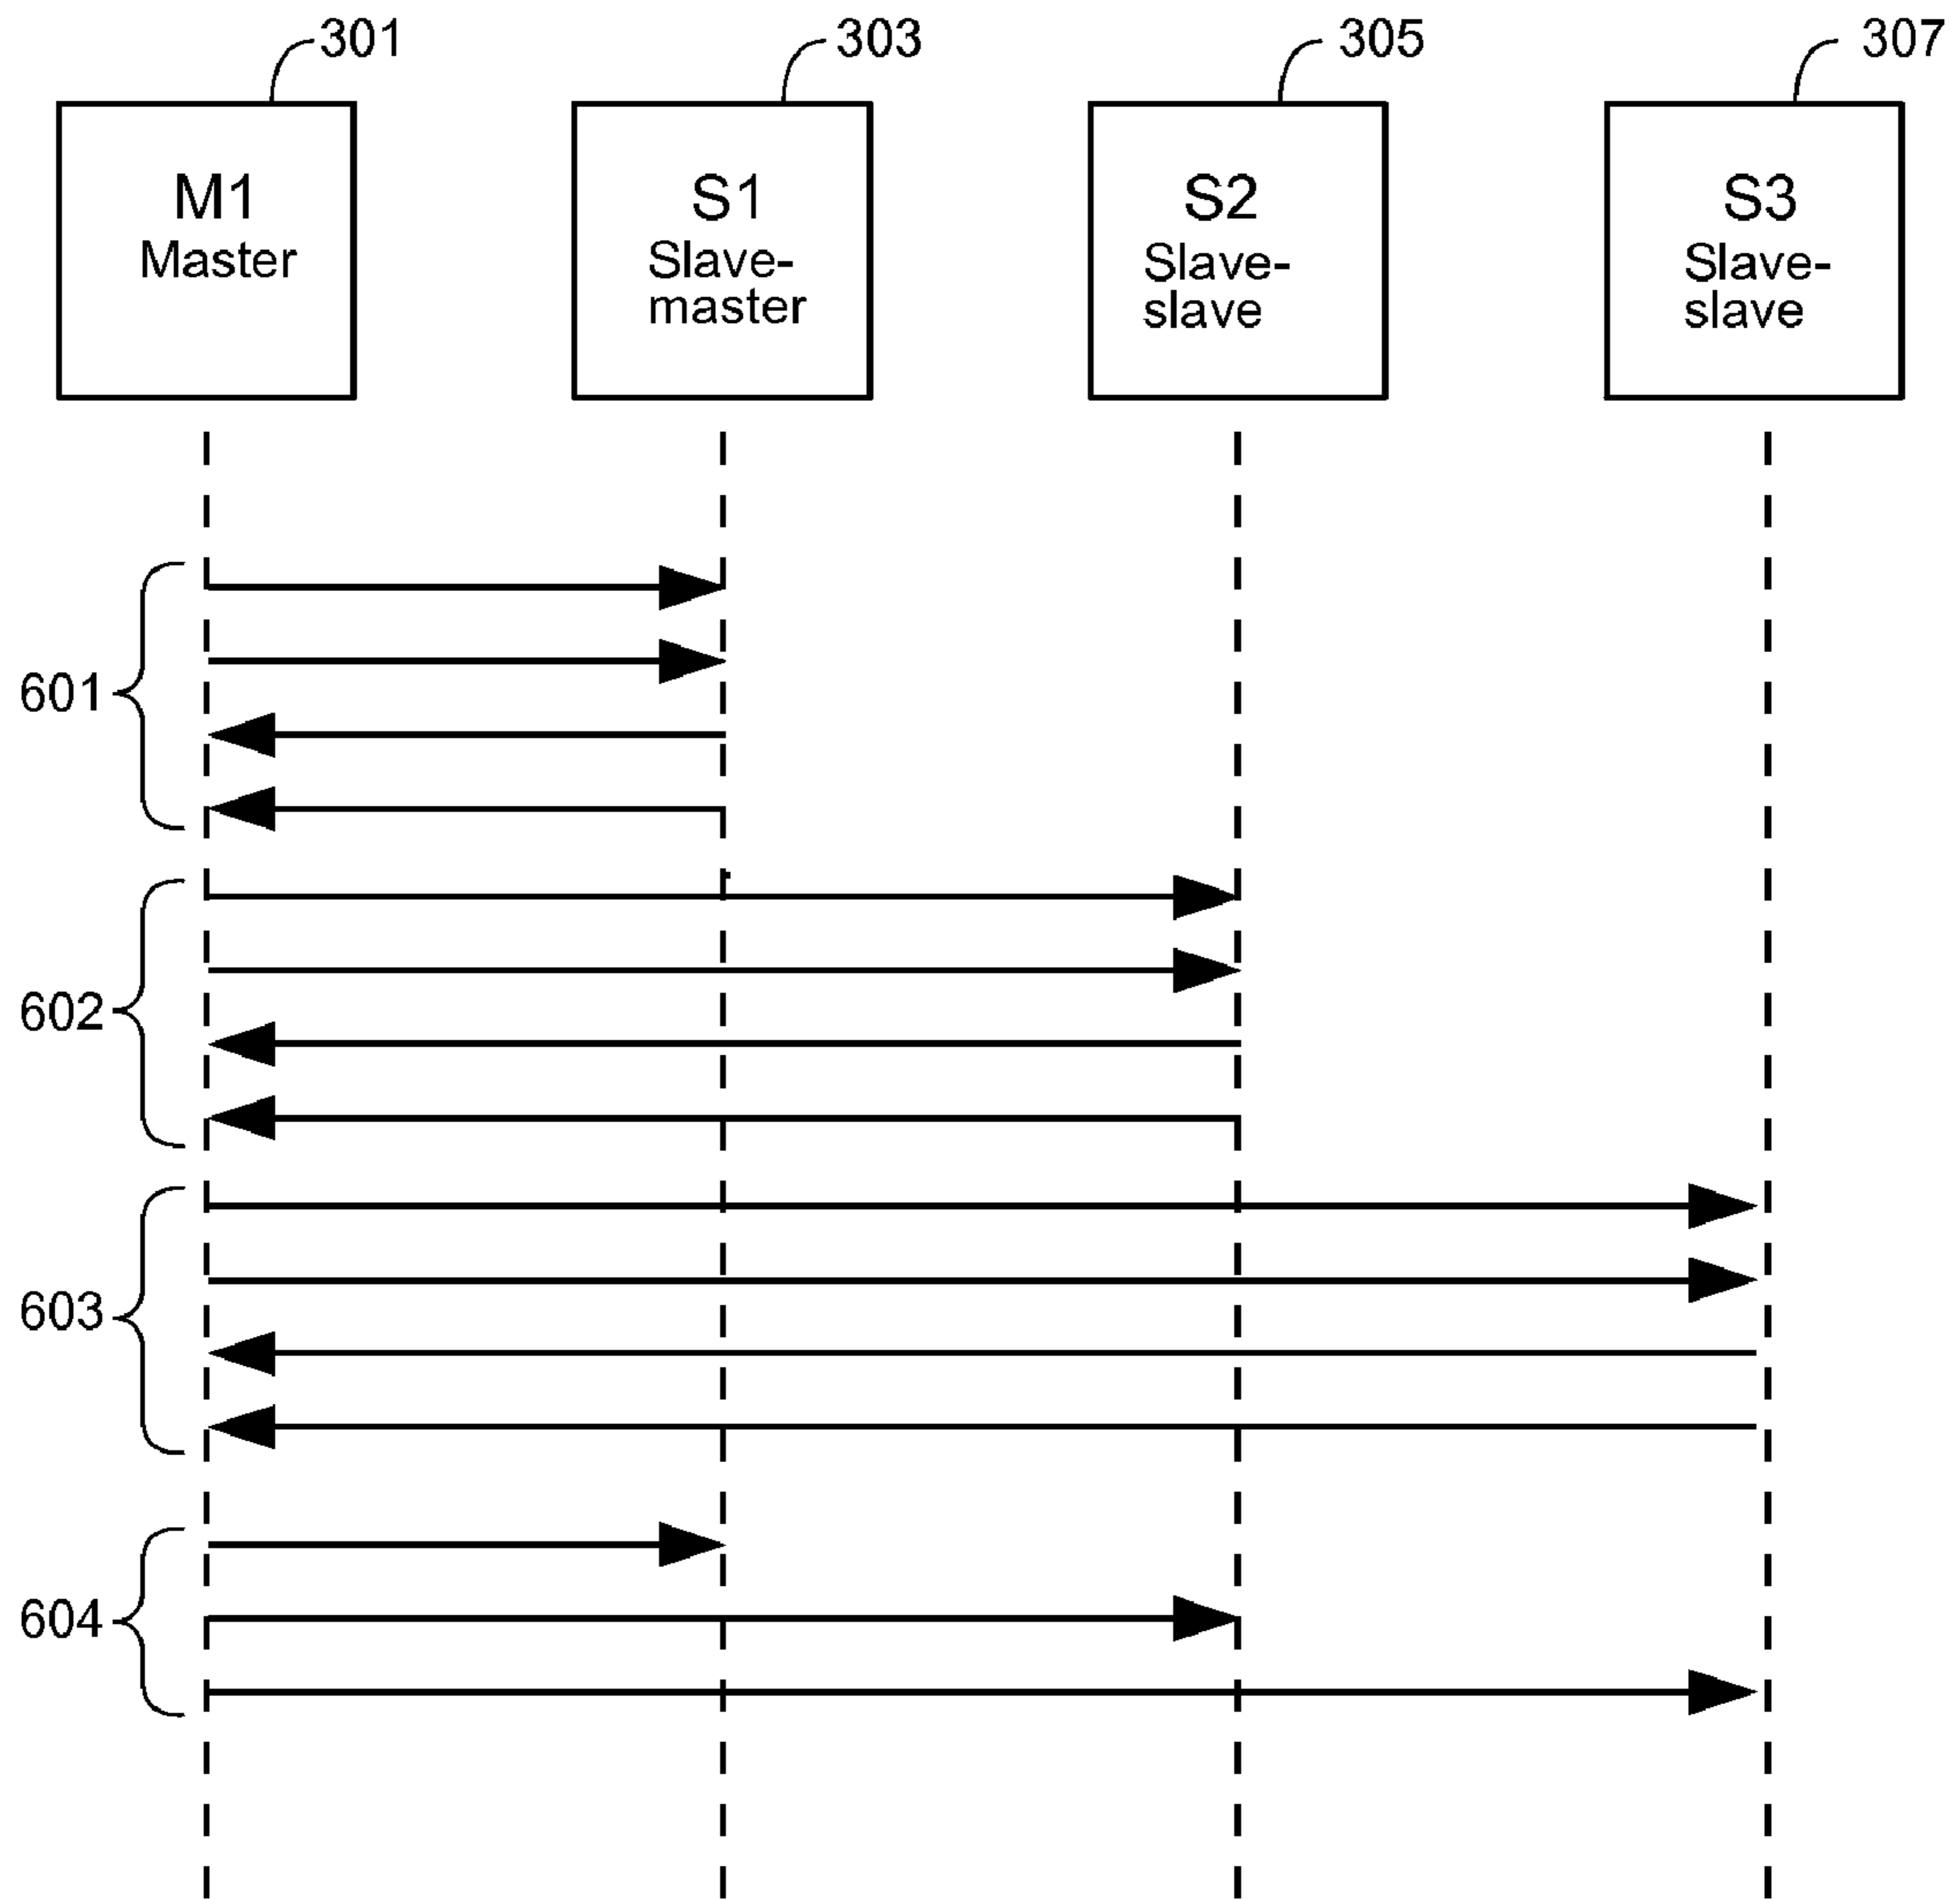 301
303
305
307
M1
Master
S1
Slave-
master
S2
Slave-
slave
S3
Slave-
slave
601
602
603
604